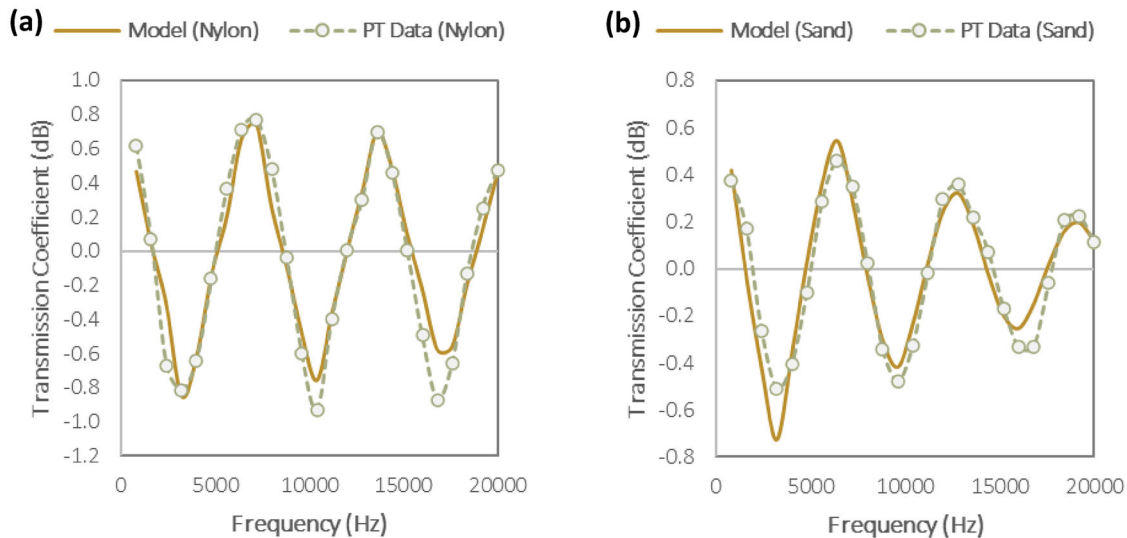 (a)
Model (Nylon) PT Data (Nylon)
1.0
0.8
0.6
0.4
0.2
0.0
-0.2
-0.4
-0.6
-0.8
-1.0
-1.2
Transmission Coefficient (dB)
0 5000 10000 15000 20000
Frequency (Hz)
(b)
Model (Sand) PT Data (Sand)
0.8
0.6
0.4
0.2
0.0
-0.2
-0.4
-0.6
-0.8
Transmission Coefficient (dB)
0 5000 10000 15000 20000
Frequency (Hz)